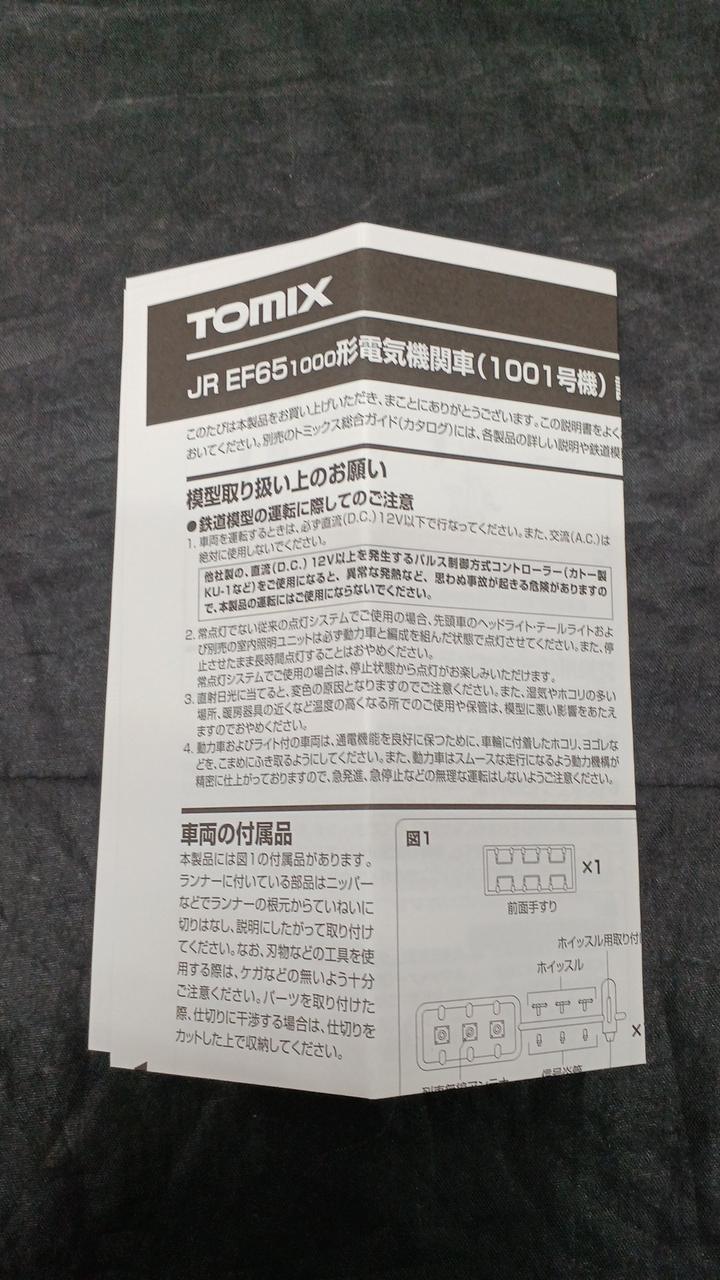 TOMIX
JR EF651000形電気機関車(1001号機)
このたびは本製品をお買い上げいただき、まことにありがとうございます。この説明書をよく
おいてください。別売のトミックス総合ガイド(カタログ)には、各製品の詳しい説明や鉄道模
模型取り扱い上のお願い
●鉄道模型の運転に際してのご注意
1. 車両を運転するときは、必ず直流(D.C.)12V以下で行なってください。また、交流(A.C.)は
絶対に使用しないでください。
他社製の、直流(D.C.)12V以上を発生するパルス制御方式コントローラー(カトー製
KU-1など)をご使用になると、異常な発熱など、思わぬ事故が起きる危険がありますの
で、本製品の運転にはご使用にならないでください。
2. 常点灯でない従来の点灯システムでご使用の場合、先頭車のヘッドライト・テールライトおよ
び別売の室内照明ユニットは必ず動力車と編成を組んだ状態で点灯させてください。また、停
止させたまま長時間点灯することはおやめください。
常点灯システムでご使用の場合は、停止状態から点灯がお楽しみいただけます。
3. 直射日光に当てると、変色の原因となりますのでご注意ください。また、湿気やホコリの多い
場所、暖房器具の近くなど温度の高くなる所でのご使用や保管は、模型に悪い影響をあたえ
ますのでおやめください。
4. 動力車およびライト付の車両は、通電機能を良好に保つために、車輪に付着したホコリ、ヨゴレな
どを、こまめにふき取るようにしてください。また、動力車はスムースな走行になるよう動力機構が
精密に仕上がっておりますので、急発進、急停止などの無理な運転はしないようご注意ください。
車両の付属品
本製品には図1の付属品があります。
ランナーに付いている部品はニッパー
などでランナーの根元からていねいに
切りはなし、説明にしたがって取り付け
てください。なお、刃物などの工具を使
用する際は、ケガなどの無いよう十分
ご注意ください。パーツを取り付けた
際、仕切りに干渉する場合は、仕切りを
カットした上で収納してください。
図1
×1
前面手すり
ホイッスル用取り付け
ホイッスル
×
列車無線アンテナ
信号炎管